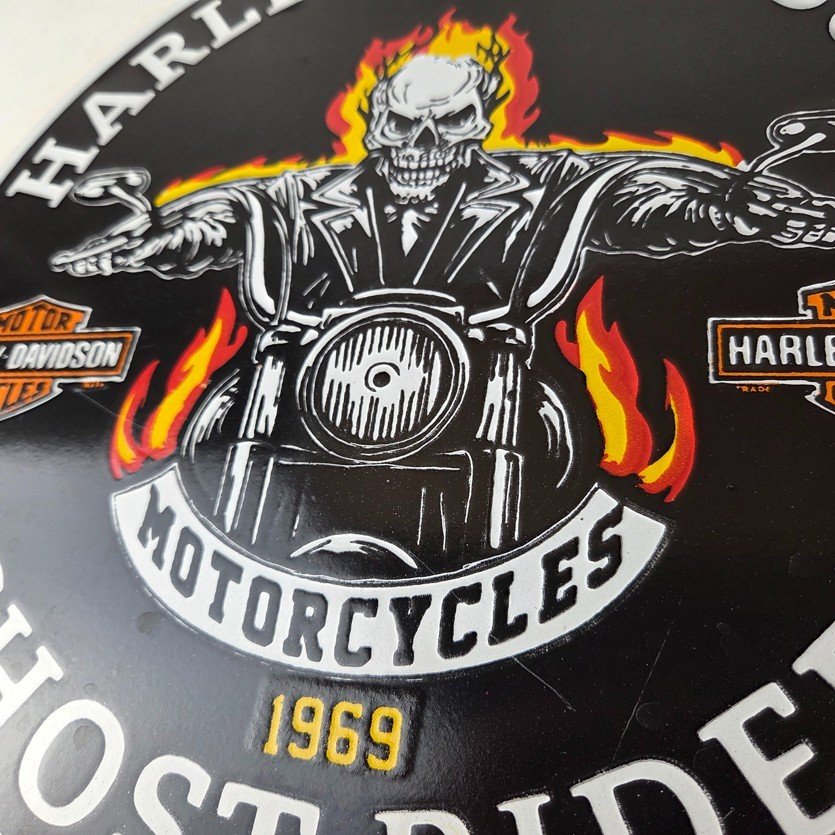 HARL
MOTOR
-DAVIDSON
HARLE
MOTORCYCLES
1969
HOST RIDE